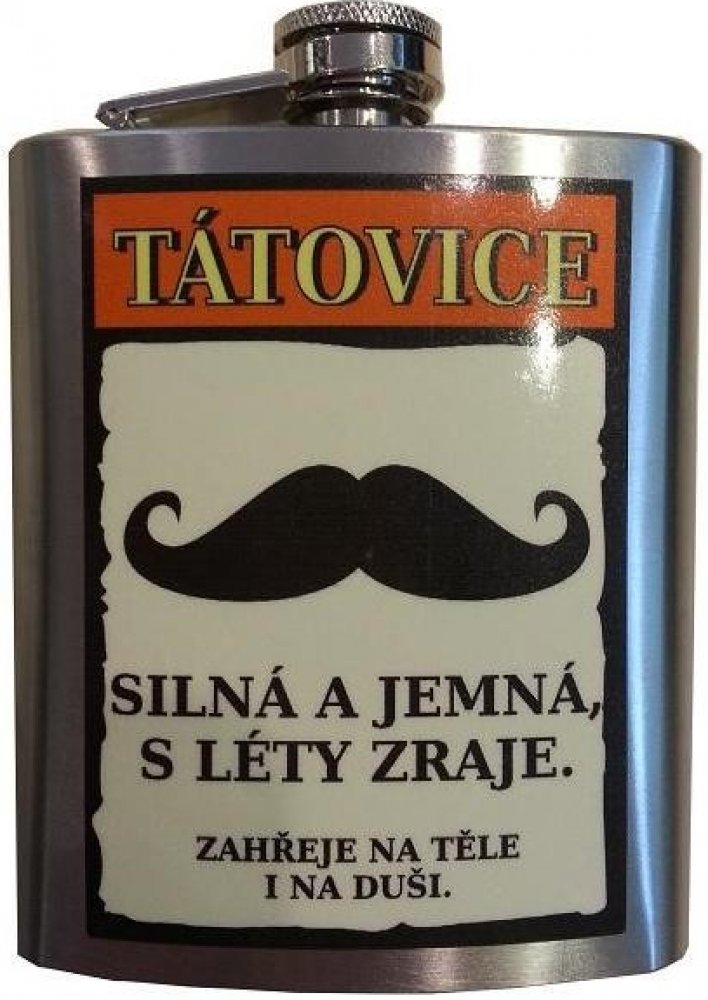 TÁTOVICE
SILNÁ A JEMNÁ,
S LÉTY ZRAJE.
ZAHŘEJE NA TĚLE
I NA DUŠI.